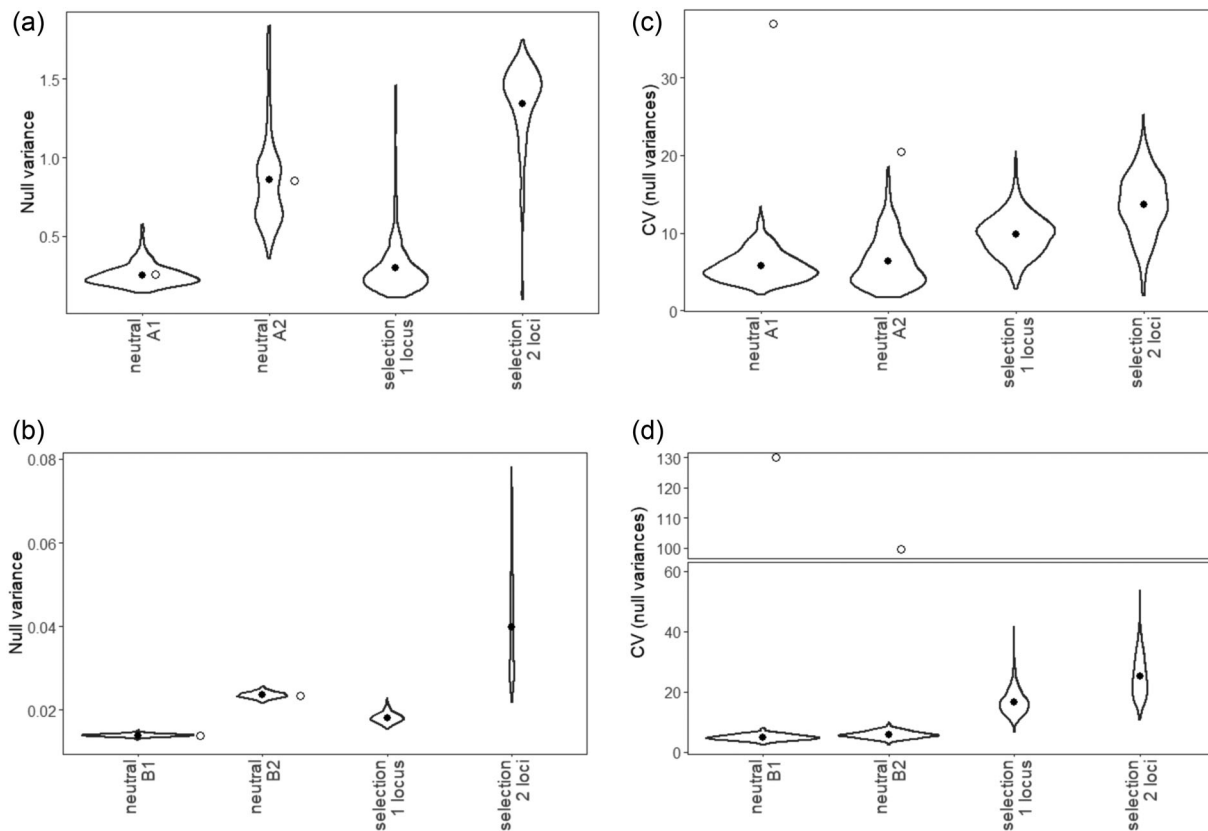 (a)
Null variance
1.5
1.0
0.5
neutral
A1
neutral
A2
selection
1 locus
selection
2 loci
(c)
CV (null variances)
30
20
10
0
neutral
A1
neutral
A2
selection
1 locus
selection
2 loci
(b)
Null variance
0.08
0.06
0.04
0.02
neutral
B1
neutral
B2
selection
1 locus
selection
2 loci
(d)
CV (null variances)
130
120
110
100
60
40
20
0
neutral
B1
neutral
B2
selection
1 locus
selection
2 loci